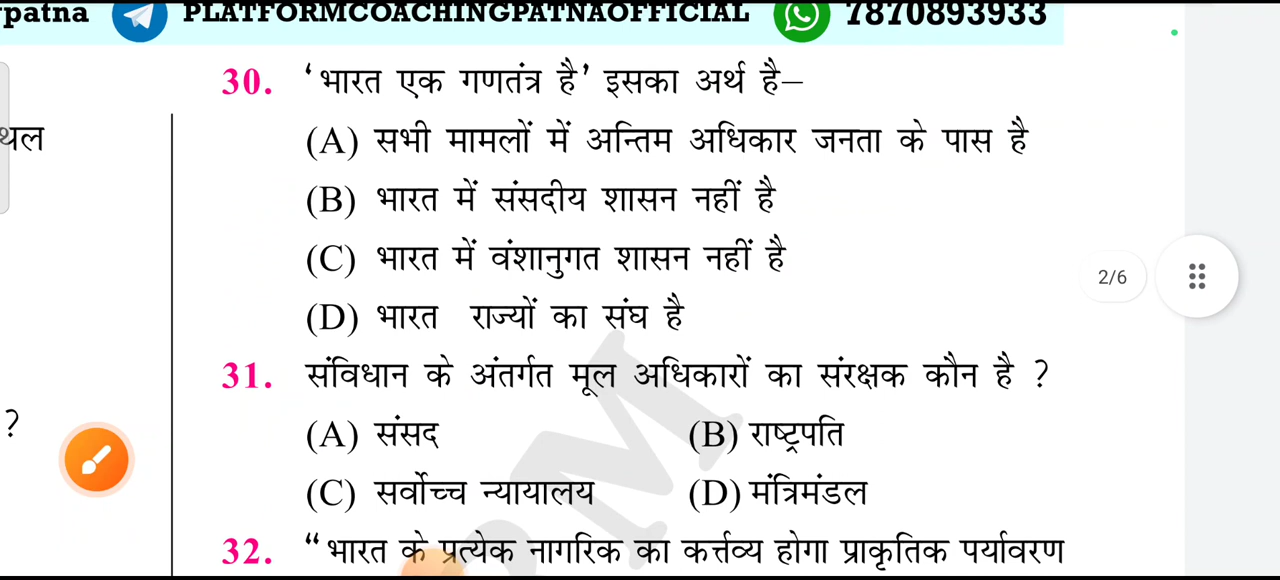 patna PLATFORMCOACHINGPATNAOFFICIAL 7870893933
थल
?
30. ‘भारत एक गणतंत्र है’ इसका अर्थ है–
(A) सभी मामलों में अन्तिम अधिकार जनता के पास है
(B) भारत में संसदीय शासन नहीं है
(C) भारत में वंशानुगत शासन नहीं है
(D) भारत राज्यों का संघ है
31. संविधान के अंतर्गत मूल अधिकारों का संरक्षक कौन है ?
(A) संसद (B) राष्ट्रपति
(C) सर्वोच्च न्यायालय (D) मंत्रिमंडल
32. “भारत के प्रत्येक नागरिक का कर्त्तव्य होगा प्राकृतिक पर्यावरण
2/6